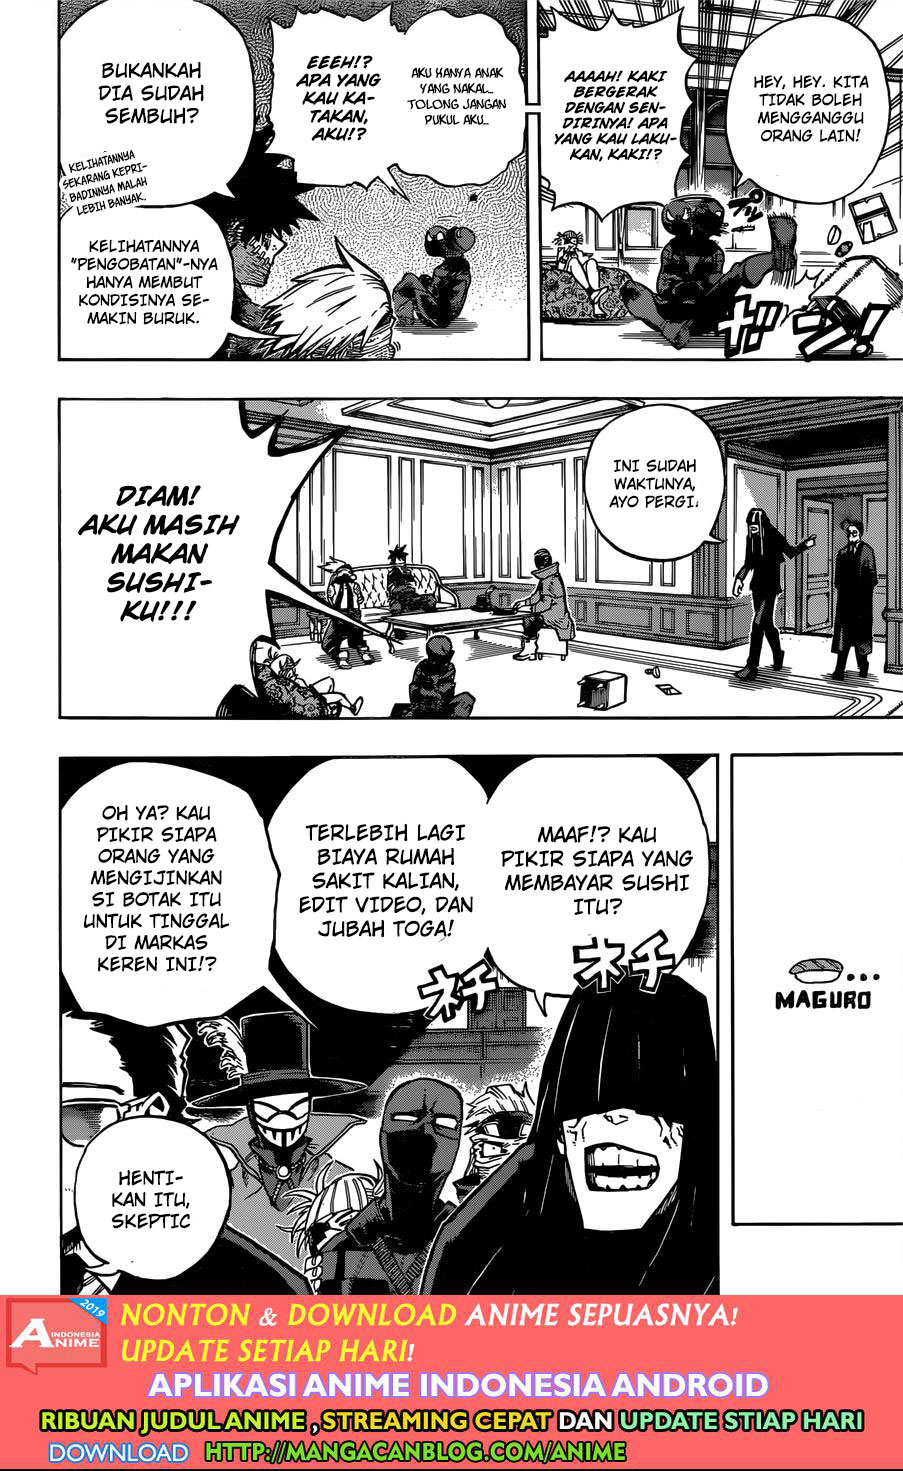 HEY, HEY. KITA
TIDAK BOLEH
MENGGANGGU
ORANG LAIN!
AAAAH! KAKI
BERGERAK
DENGAN SEN-
DIRINYA! APA
YANG KAU LAKU-
KAN, KAKI!?
ガ
ジ!!
AKU HANYA ANAK
YANG NAKAL..
TOLONG JANGAN
PUKUL AKU..
EEEH!?
APA YANG
KAU KA-
TAKAN,
AKU!?
BUKANKAH
DIA SUDAH
SEMBUH?
KELIHATANNYA
SEKARANG KEPRI-
BADINNYA MALAH
LEBIH BANYAK.
KELIHATANNYA
"PENGOBATAN"-NYA
HANYA MEMBUT
KONDISINYA SE-
MAKIN BURUK.
INI SUDAH
WAKTUNYA,
AYO PERGI.
DIAM!
AKU MASIH
MAKAN
SUSHI-
KU!!!
...
MAGURO
MAAF!? KAU
PIKIR SIAPA YANG
MEMBAYAR SUSHI
ITU?
ネチ
TERLEBIH LAGI
BIAYA RUMAH
SAKIT KALIAN,
EDIT VIDEO, DAN
JUBAH TOGA!
ネチ
OH YA? KAU
PIKIR SIAPA
ORANG YANG
MENGIJINKAN
SI BOTAK ITU
UNTUK TINGGAL
DI MARKAS
KEREN INI!?
HENTI-
KAN ITU,
SKEPTIC
2019
INDONESIA
ANIME
NONTON & DOWNLOAD ANIME SEPUASNYA!
UPDATE SETIAP HARI!
APLIKASI ANIME INDONESIA ANDROID
RIBUAN JUDUL ANIME , STREAMING CEPAT DAN UPDATE STIAP HARI
DOWNLOAD HTTP://MANGACANBLOG.COM/ANIME